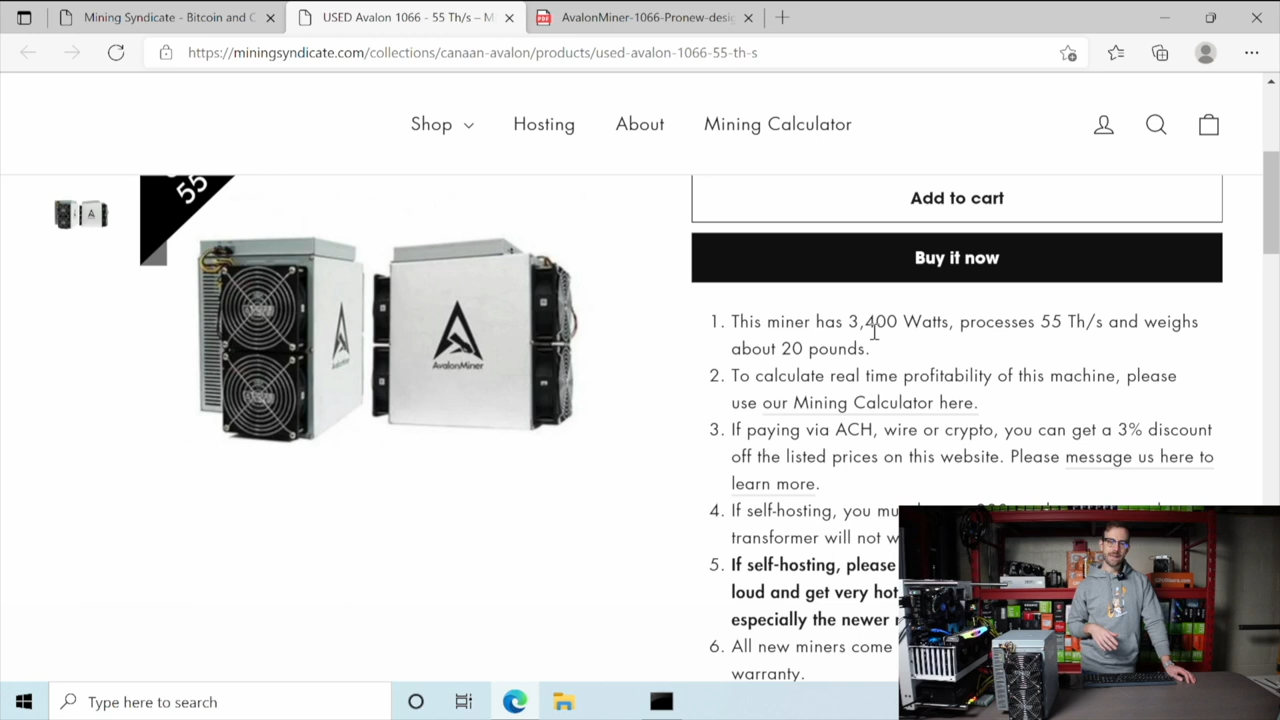 Mining Syndicate - Bitcoin and C
USED Avalon 1066 - 55 Th/s – M
AvalonMiner-1066-Pronew-desig
https://miningsyndicate.com/collections/canaan-avalon/products/used-avalon-1066-55-th-s
Shop
Hosting
About
Mining Calculator
55
AvalonMiner
AvalonMiner
Add to cart
Buy it now
1. This miner has 3,400 Watts, processes 55 Th/s and weighs
about 20 pounds.
2. To calculate real time profitability of this machine, please
use our Mining Calculator here.
3. If paying via ACH, wire or crypto, you can get a 3% discount
off the listed prices on this website. Please message us here to
learn more.
4. If self-hosting, you mu
transformer will not w
5. If self-hosting, please
loud and get very hot,
especially the newer
6. All new miners come
warranty.
Type here to search